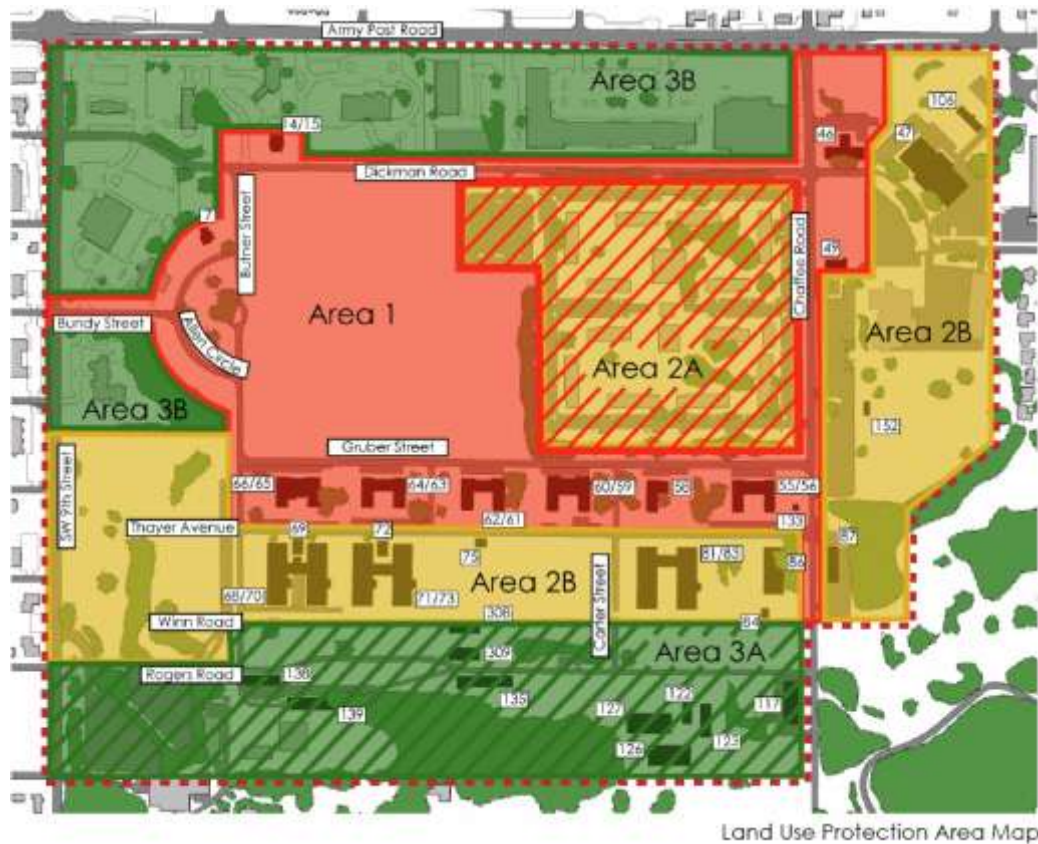 Army Post Road
Area 3B
106
14/15
46
47
Dickman Road
7
Butner Street
Chaffee Road
49
Area 1
Bundy Street
Allen Circle
Area 2B
Area 2A
Area 3B
152
Gruber Street
SW 9th Street
66/65
64/63
60/59
58
55/56
62/61
Thayer Avenue
133
69
72
75
81/83
87
86
Area 2B
Carter Street
68/70
71/73
308
84
Winn Road
309
Area 3A
Rogers Road
138
135
122
117
139
127
123
126
Land Use Protection Area Map